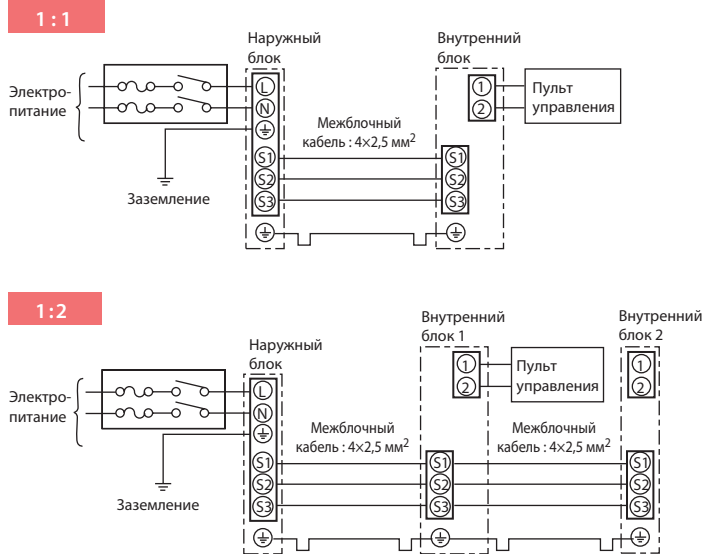 1 : 1
Наружный
блок
Внутренний
блок
Электро-
питание
L
N
1
2
Пульт
управления
Межблочный
кабель : 4×2,5 мм²
S1
S2
S3
S1
S2
S3
Заземление
1:2
Наружный
блок
Внутренний
блок 1
Внутренний
блок 2
Электро-
питание
L
N
1
2
Пульт
управления
1
2
Межблочный
кабель : 4×2,5 мм²
Межблочный
кабель : 4×2,5 мм²
S1
S2
S3
S1
S2
S3
S1
S2
S3
Заземление